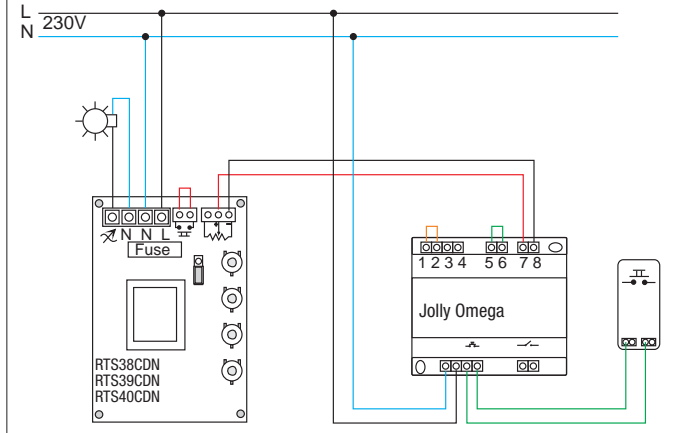 L
230V
N
N N L
Fuse
1 2 3 4 5 6 7 8
Jolly Omega
RTS38CDN
RTS39CDN
RTS40CDN